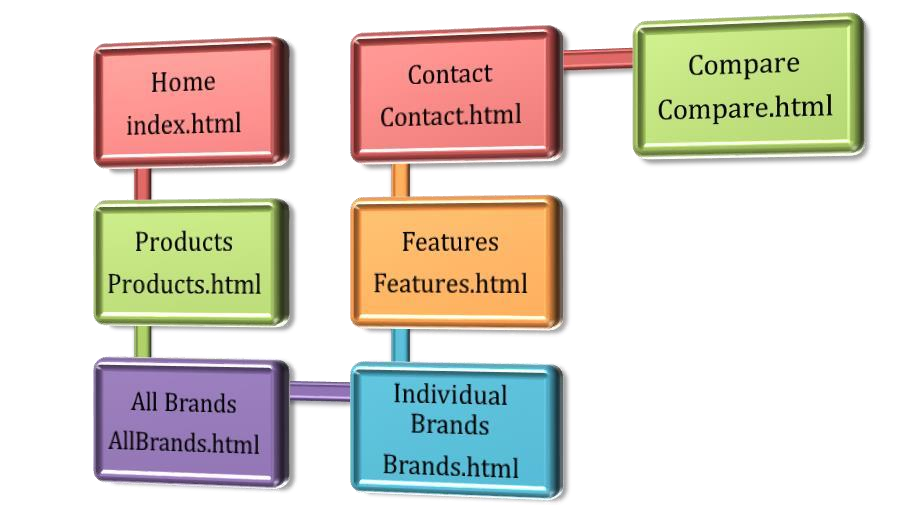 Home
index.html
Products
Products.html
All Brands
AllBrands.html
Individual
Brands
Brands.html
Features
Features.html
Contact
Contact.html
Compare
Compare.html